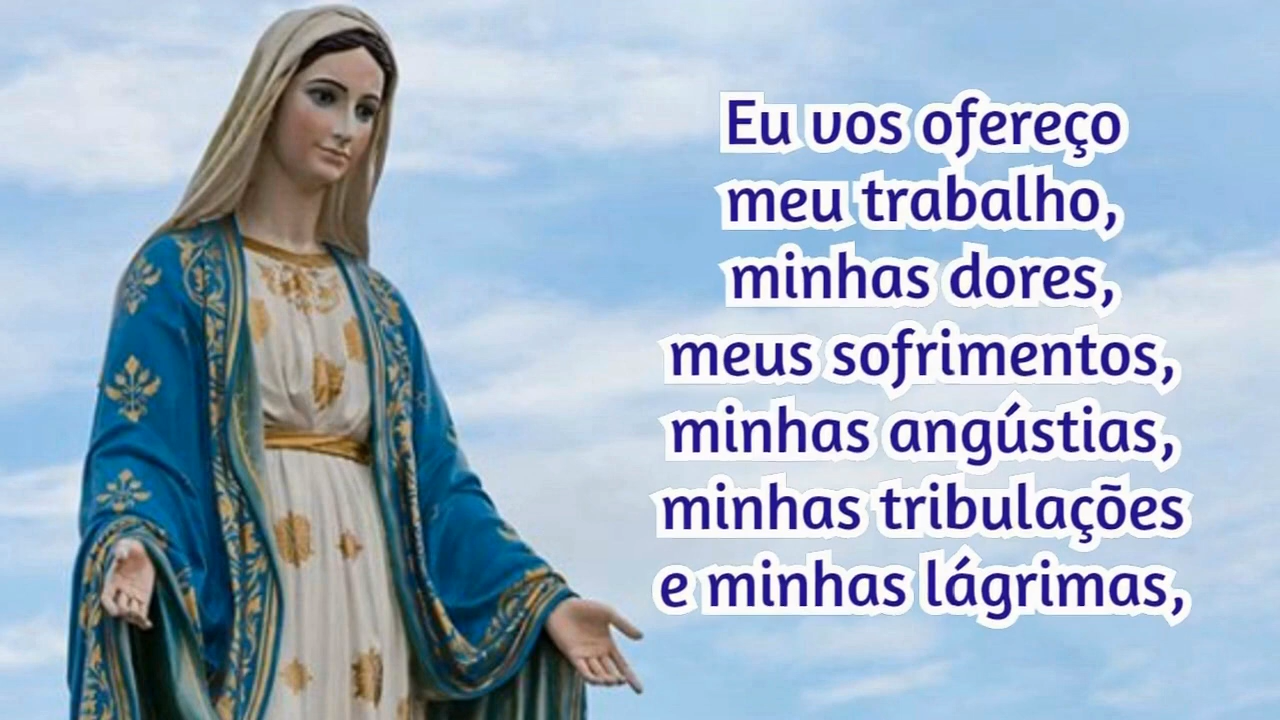 Eu vos ofereço
meu trabalho,
minhas dores,
meus sofrimentos,
minhas angústias,
minhas tribulações
e minhas lágrimas,